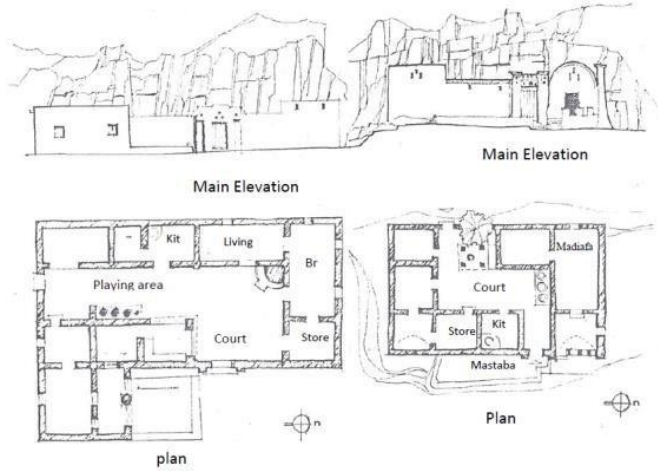 Main Elevation
Main Elevation
Kit
Living
Br
Playing area
Court
Store
n
plan
Madiafa
Court
Store
Kit
Mastaba
n
Plan